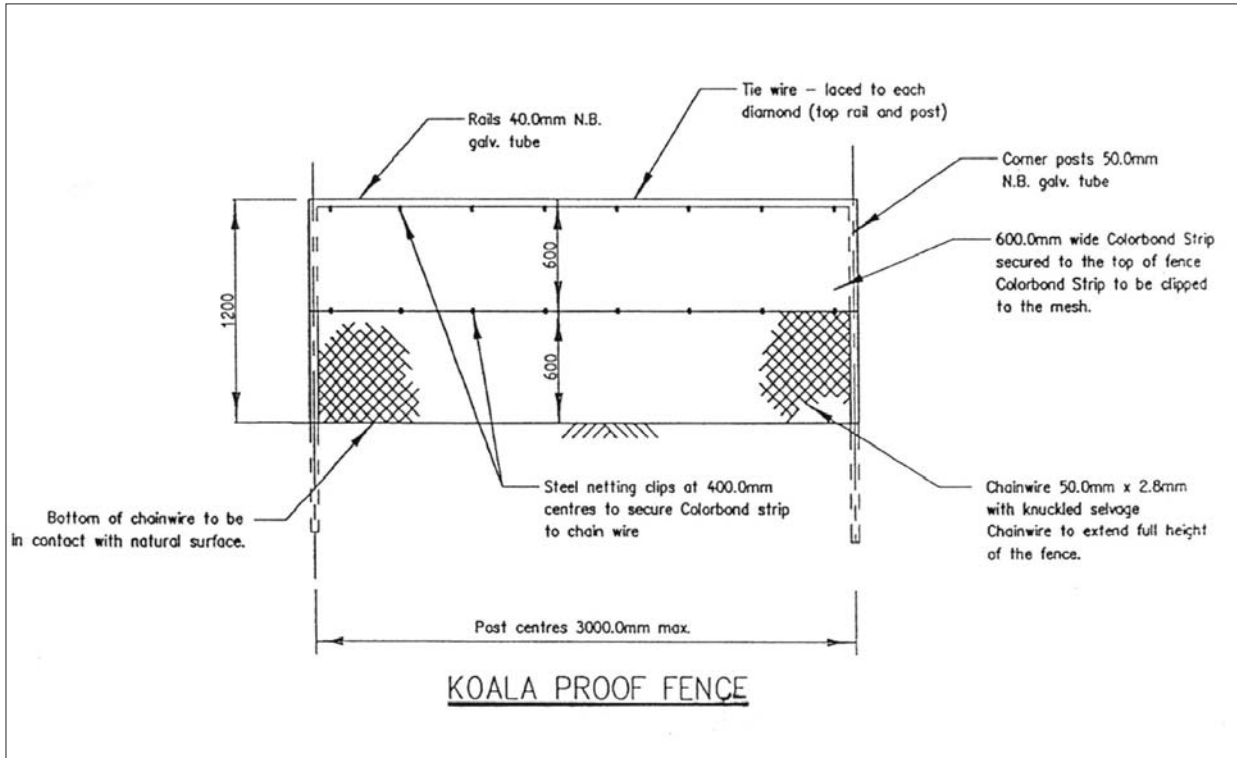 Tie wire – laced to each
diamond (top rail and post)
Rails 40.0mm N.B.
galv. tube
Corner posts 50.0mm
N.B. galv. tube
600.0mm wide Colorbond Strip
secured to the top of fence
Colorbond Strip to be clipped
to the mesh.
600
1200
600
Steel netting clips at 400.0mm
centres to secure Colorbond strip
to chain wire
Chainwire 50.0mm x 2.8mm
with knuckled selvage
Chainwire to extend full height
of the fence.
Bottom of chainwire to be
in contact with natural surface.
Post centres 3000.0mm max.
KOALA PROOF FENCE